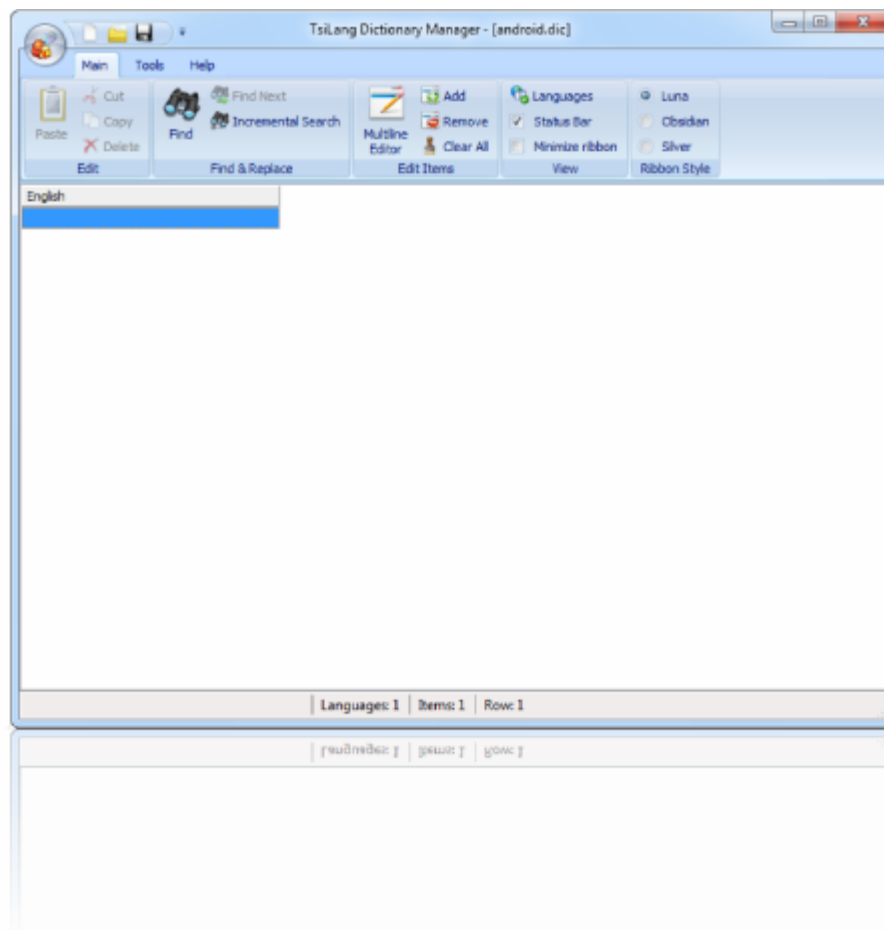 TsiLang Dictionary Manager - [android.dic]
Main Tools Help
Paste
Cut
Copy
Delete
Edit
Find
Find Next
Incremental Search
Find & Replace
Multiline Editor
Add
Remove
Clear All
Edit Items
Languages
Status Bar
Minimize ribbon
View
Luna
Obsidian
Silver
Ribbon Style
English
Languages: 1 Items: 1 Row: 1